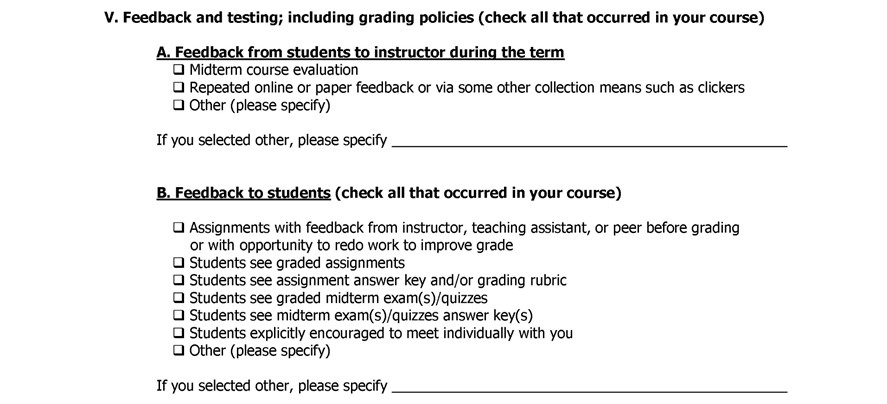 V. Feedback and testing; including grading policies (check all that occurred in your course)
A. Feedback from students to instructor during the term
❑ Midterm course evaluation
❑ Repeated online or paper feedback or via some other collection means such as clickers
❑ Other (please specify)
If you selected other, please specify ______________________________
B. Feedback to students (check all that occurred in your course)
❑ Assignments with feedback from instructor, teaching assistant, or peer before grading
or with opportunity to redo work to improve grade
❑ Students see graded assignments
❑ Students see assignment answer key and/or grading rubric
❑ Students see graded midterm exam(s)/quizzes
❑ Students see midterm exam(s)/quizzes answer key(s)
❑ Students explicitly encouraged to meet individually with you
❑ Other (please specify)
If you selected other, please specify ______________________________